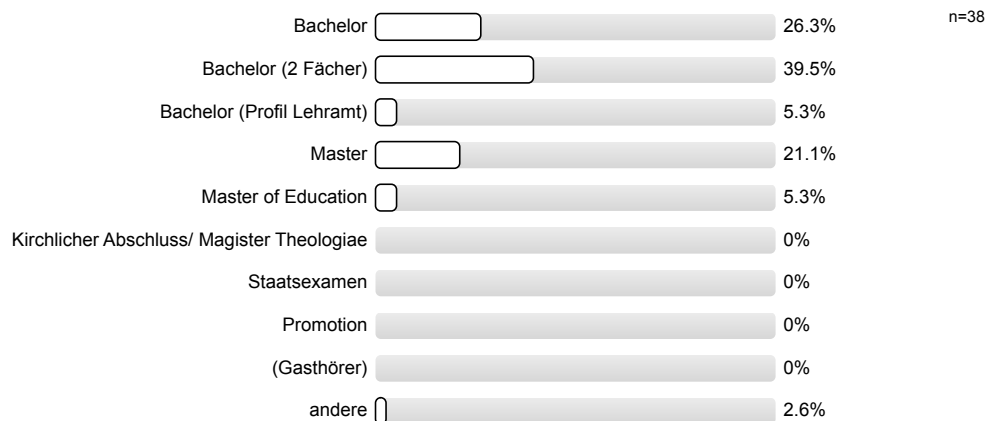 n=38
Bachelor 26.3%
Bachelor (2 Fächer) 39.5%
Bachelor (Profil Lehramt) 5.3%
Master 21.1%
Master of Education 5.3%
Kirchlicher Abschluss/ Magister Theologiae 0%
Staatsexamen 0%
Promotion 0%
(Gasthörer) 0%
andere 2.6%